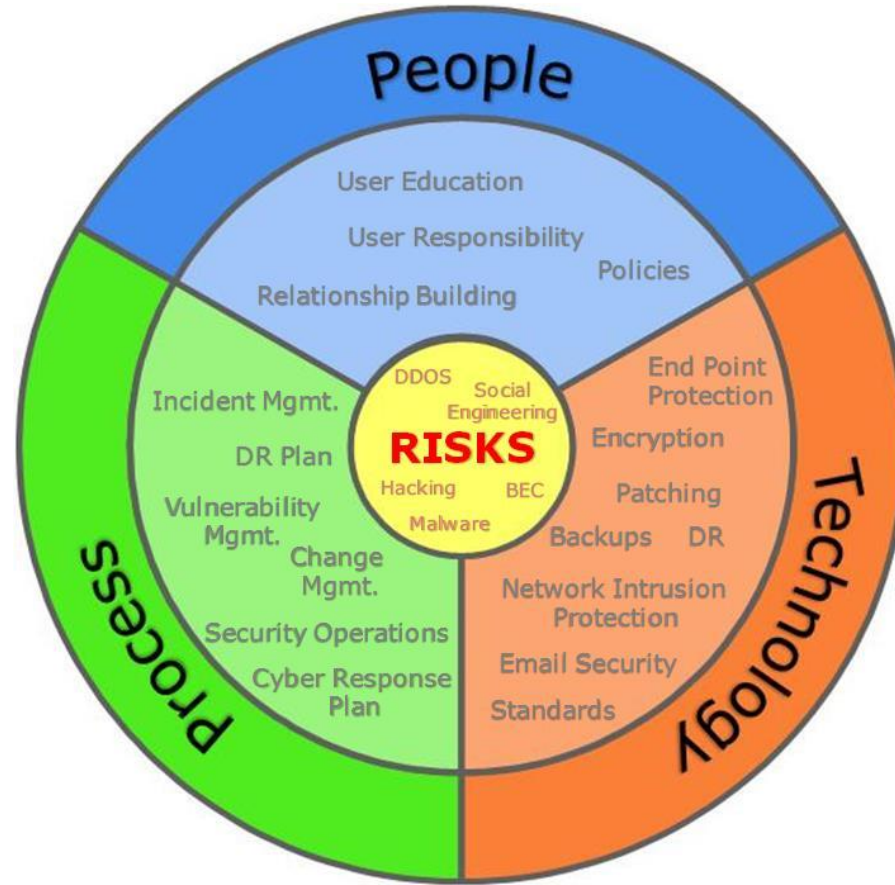 People
User Education
User Responsibility
Policies
Relationship Building
Incident Mgmt.
DR Plan
Vulnerability
Mgmt.
Change
Mgmt.
Security Operations
Cyber Response
Plan
Process
DDOS
Social
Engineering
RISKS
Hacking
BEC
Malware
End Point
Protection
Encryption
Patching
Backups
DR
Network Intrusion
Protection
Email Security
Standards
Technology